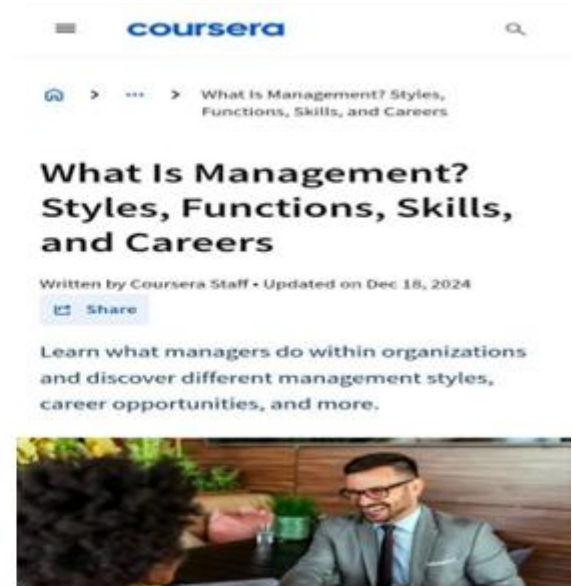 coursera
What Is Management? Styles,
Functions, Skills, and Careers
What Is Management?
Styles, Functions, Skills,
and Careers
Written by Coursera Staff • Updated on Dec 18, 2024
Share
Learn what managers do within organizations
and discover different management styles,
career opportunities, and more.